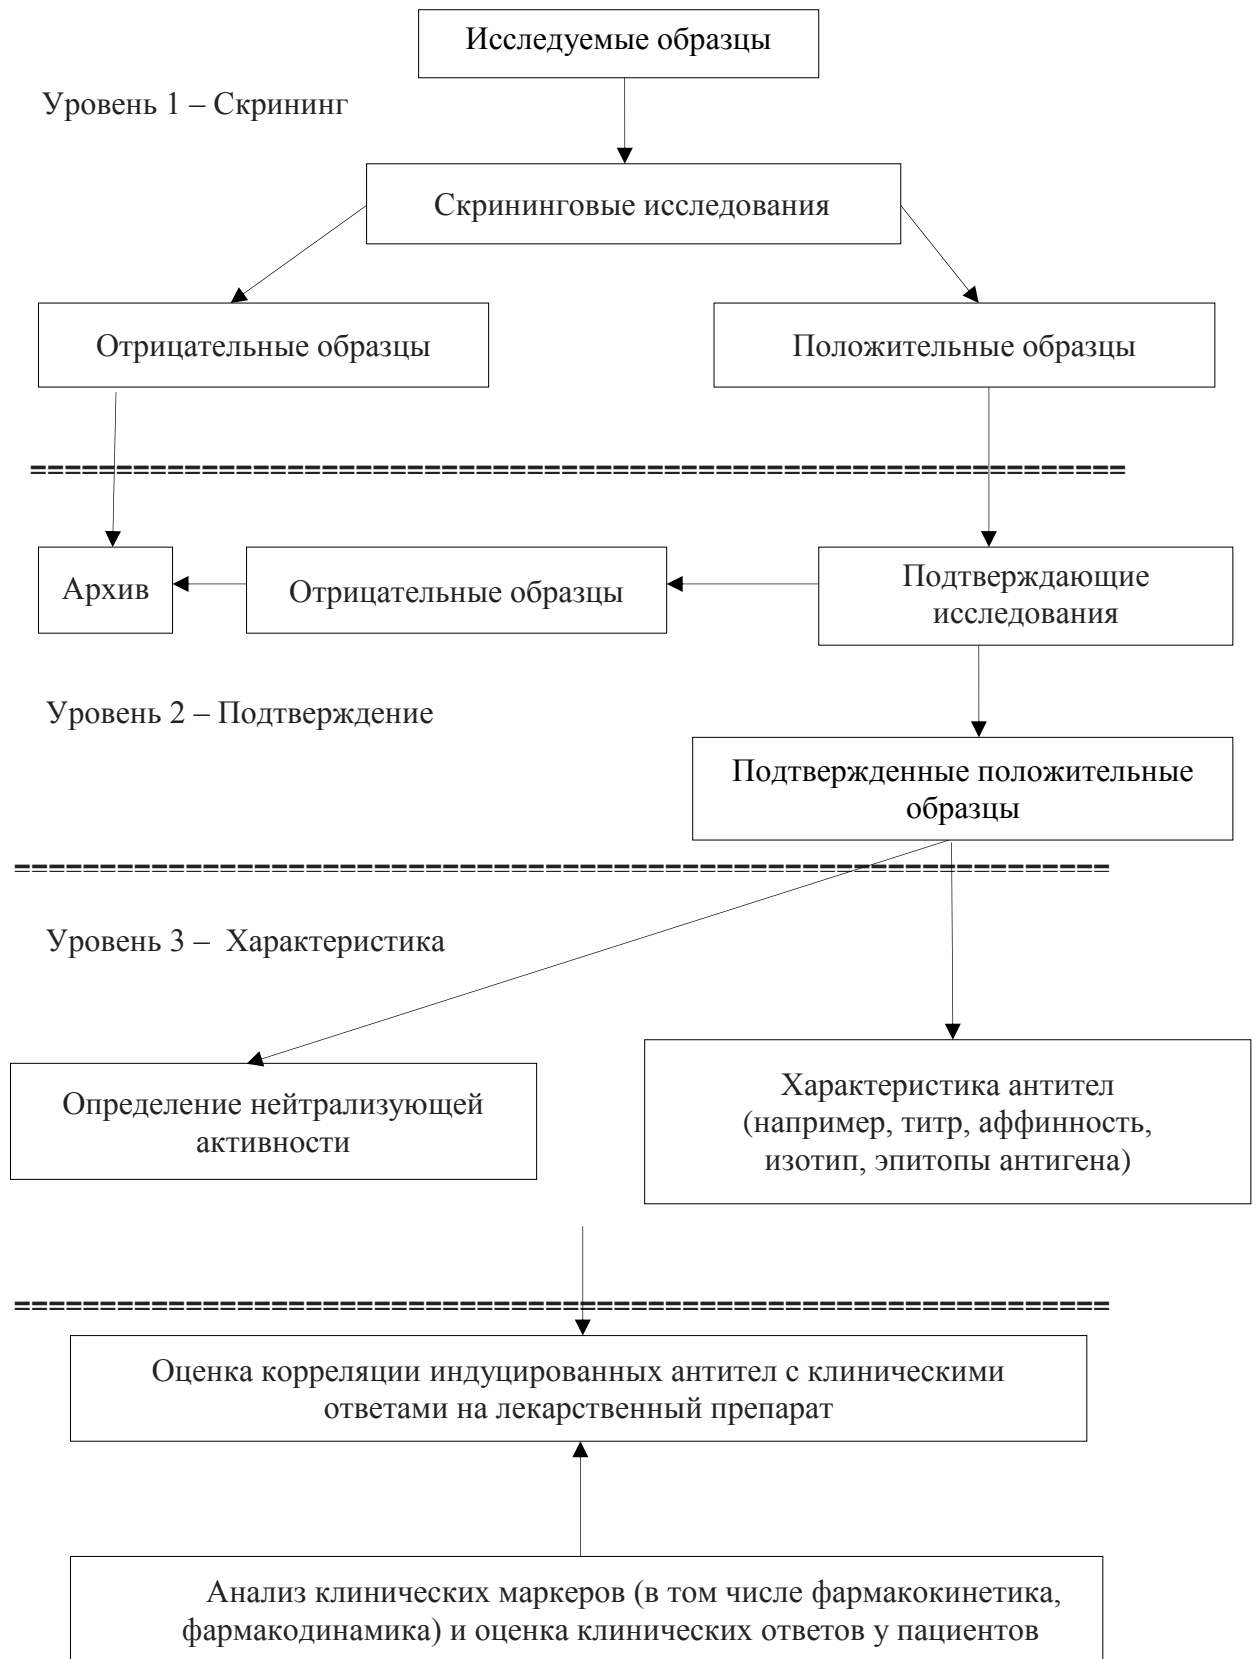 Исследуемые образцы
Уровень 1 – Скрининг
Скрининговые исследования
Отрицательные образцы
Положительные образцы
Архив
Отрицательные образцы
Подтверждающие
исследования
Уровень 2 – Подтверждение
Подтвержденные положительные
образцы
Уровень 3 – Характеристика
Определение нейтрализующей
активности
Характеристика антител
(например, титр, аффинность,
изотип, эпитопы антигена)
Оценка корреляции индуцированных антител с клиническими
ответами на лекарственный препарат
Анализ клинических маркеров (в том числе фармакокинетика,
фармакодинамика) и оценка клинических ответов у пациентов